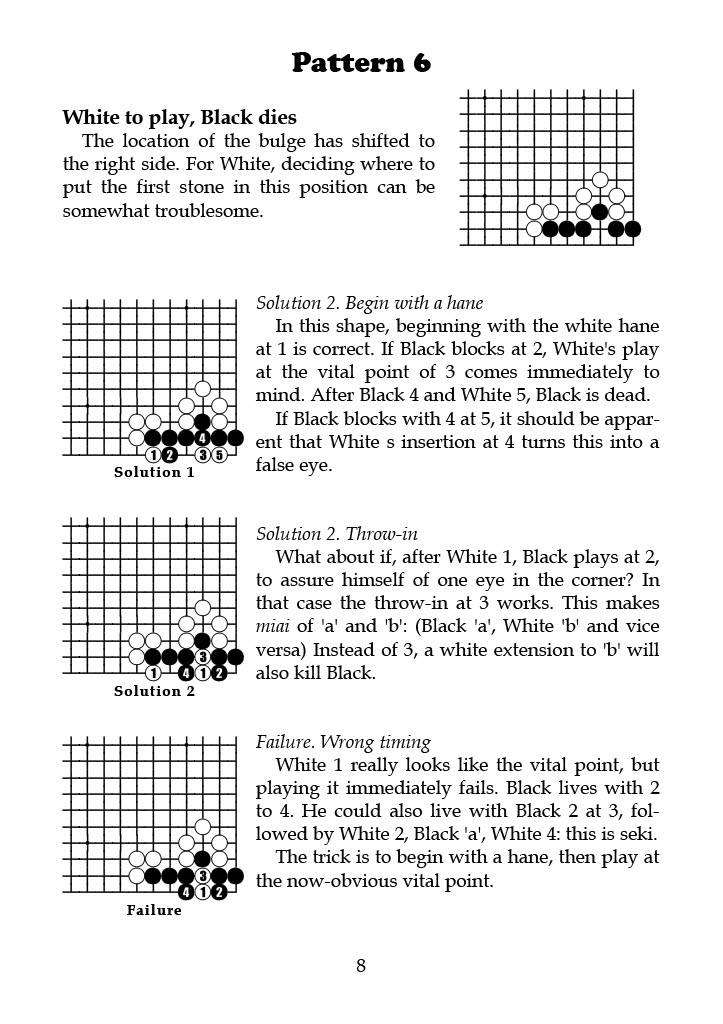 Pattern 6
White to play, Black dies
The location of the bulge has shifted to
the right side. For White, deciding where to
put the first stone in this position can be
somewhat troublesome.
Solution 2. Begin with a hane
In this shape, beginning with the white hane
at 1 is correct. If Black blocks at 2, White's play
at the vital point of 3 comes immediately to
mind. After Black 4 and White 5, Black is dead.
If Black blocks with 4 at 5, it should be appar-
ent that White s insertion at 4 turns this into a
false eye.
4
1 2 3 5
Solution 1
Solution 2. Throw-in
What about if, after White 1, Black plays at 2,
to assure himself of one eye in the corner? In
that case the throw-in at 3 works. This makes
miai of 'a' and 'b': (Black 'a', White 'b' and vice
versa) Instead of 3, a white extension to 'b' will
also kill Black.
3
1 4 1 2
Solution 2
Failure. Wrong timing
White 1 really looks like the vital point, but
playing it immediately fails. Black lives with 2
to 4. He could also live with Black 2 at 3, fol-
lowed by White 2, Black 'a', White 4: this is seki.
The trick is to begin with a hane, then play at
the now-obvious vital point.
3
4 1 2
Failure
8